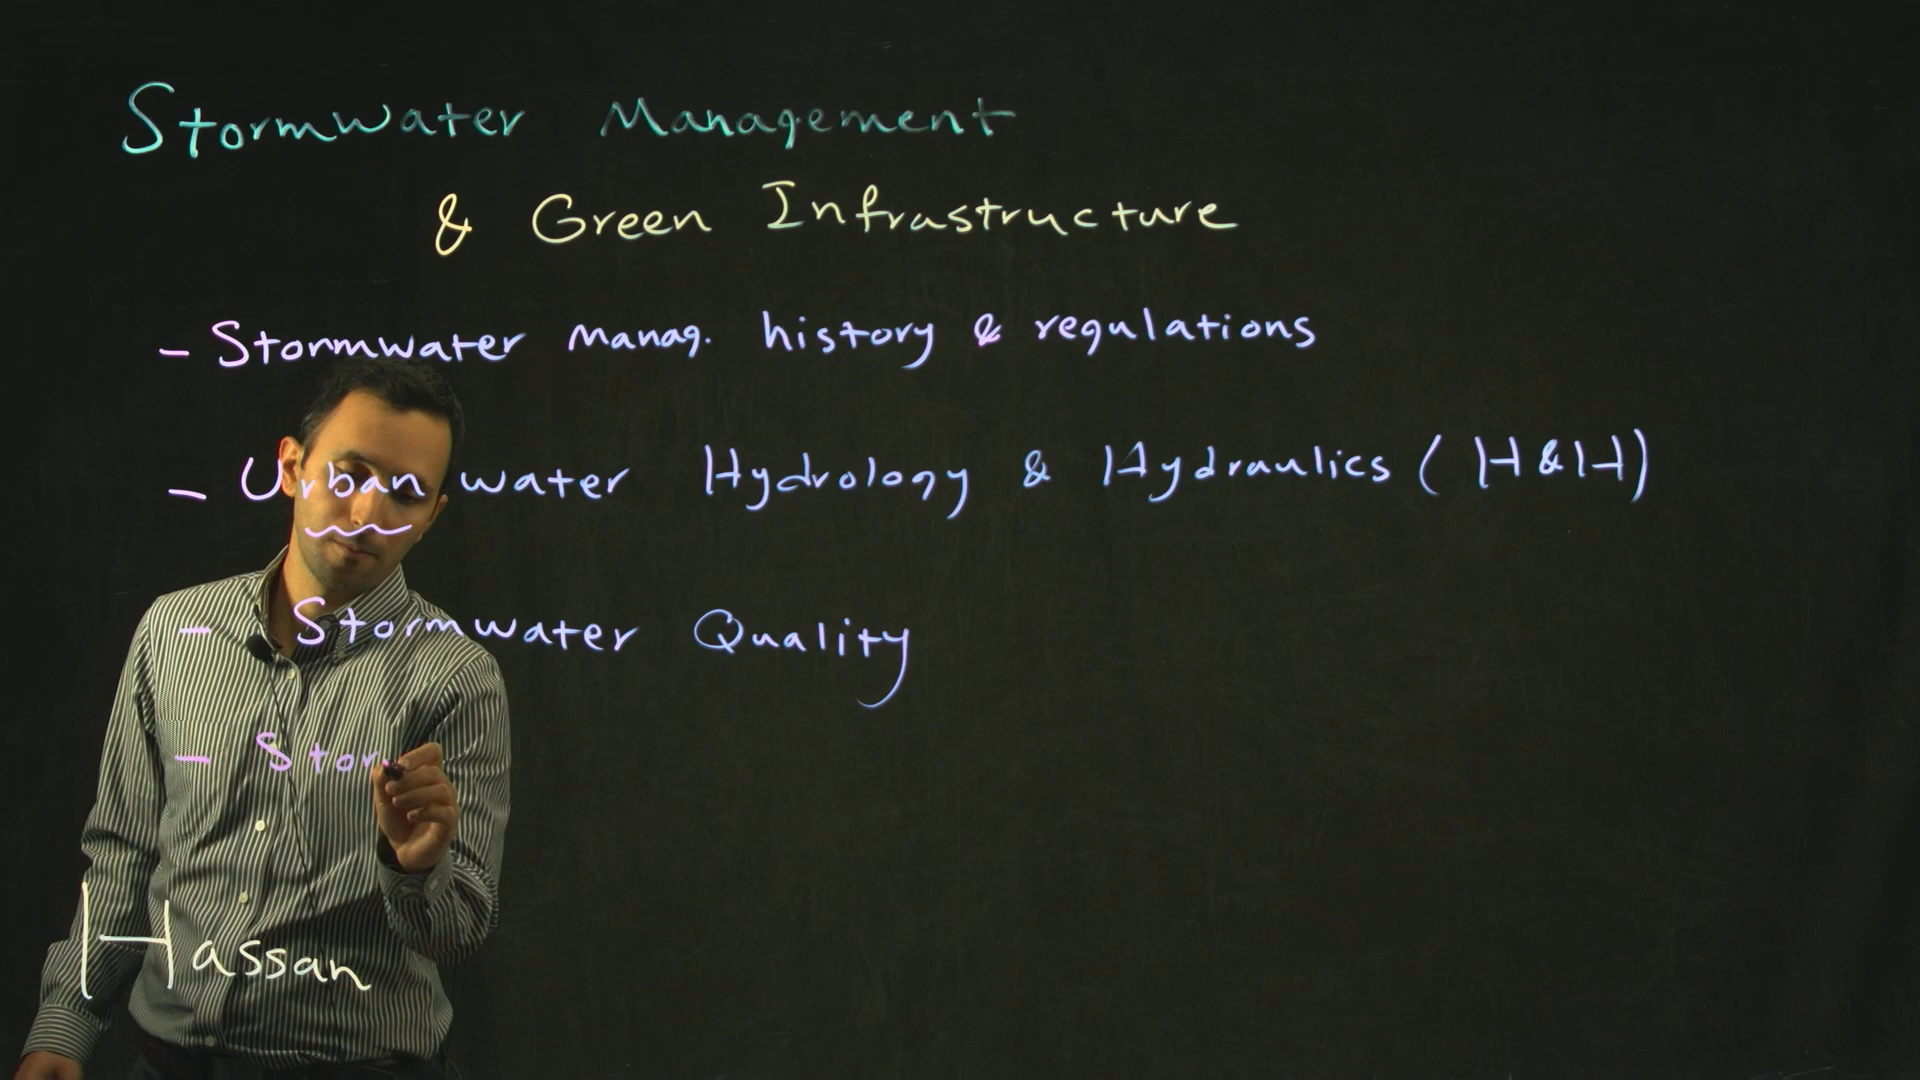 Stormwater Management
& Green Infrastructure
- Stormwater manag. history & regulations
- Urban water Hydrology & Hydraulics (H&H)
- Stormwater Quality
- Stor
Hassan